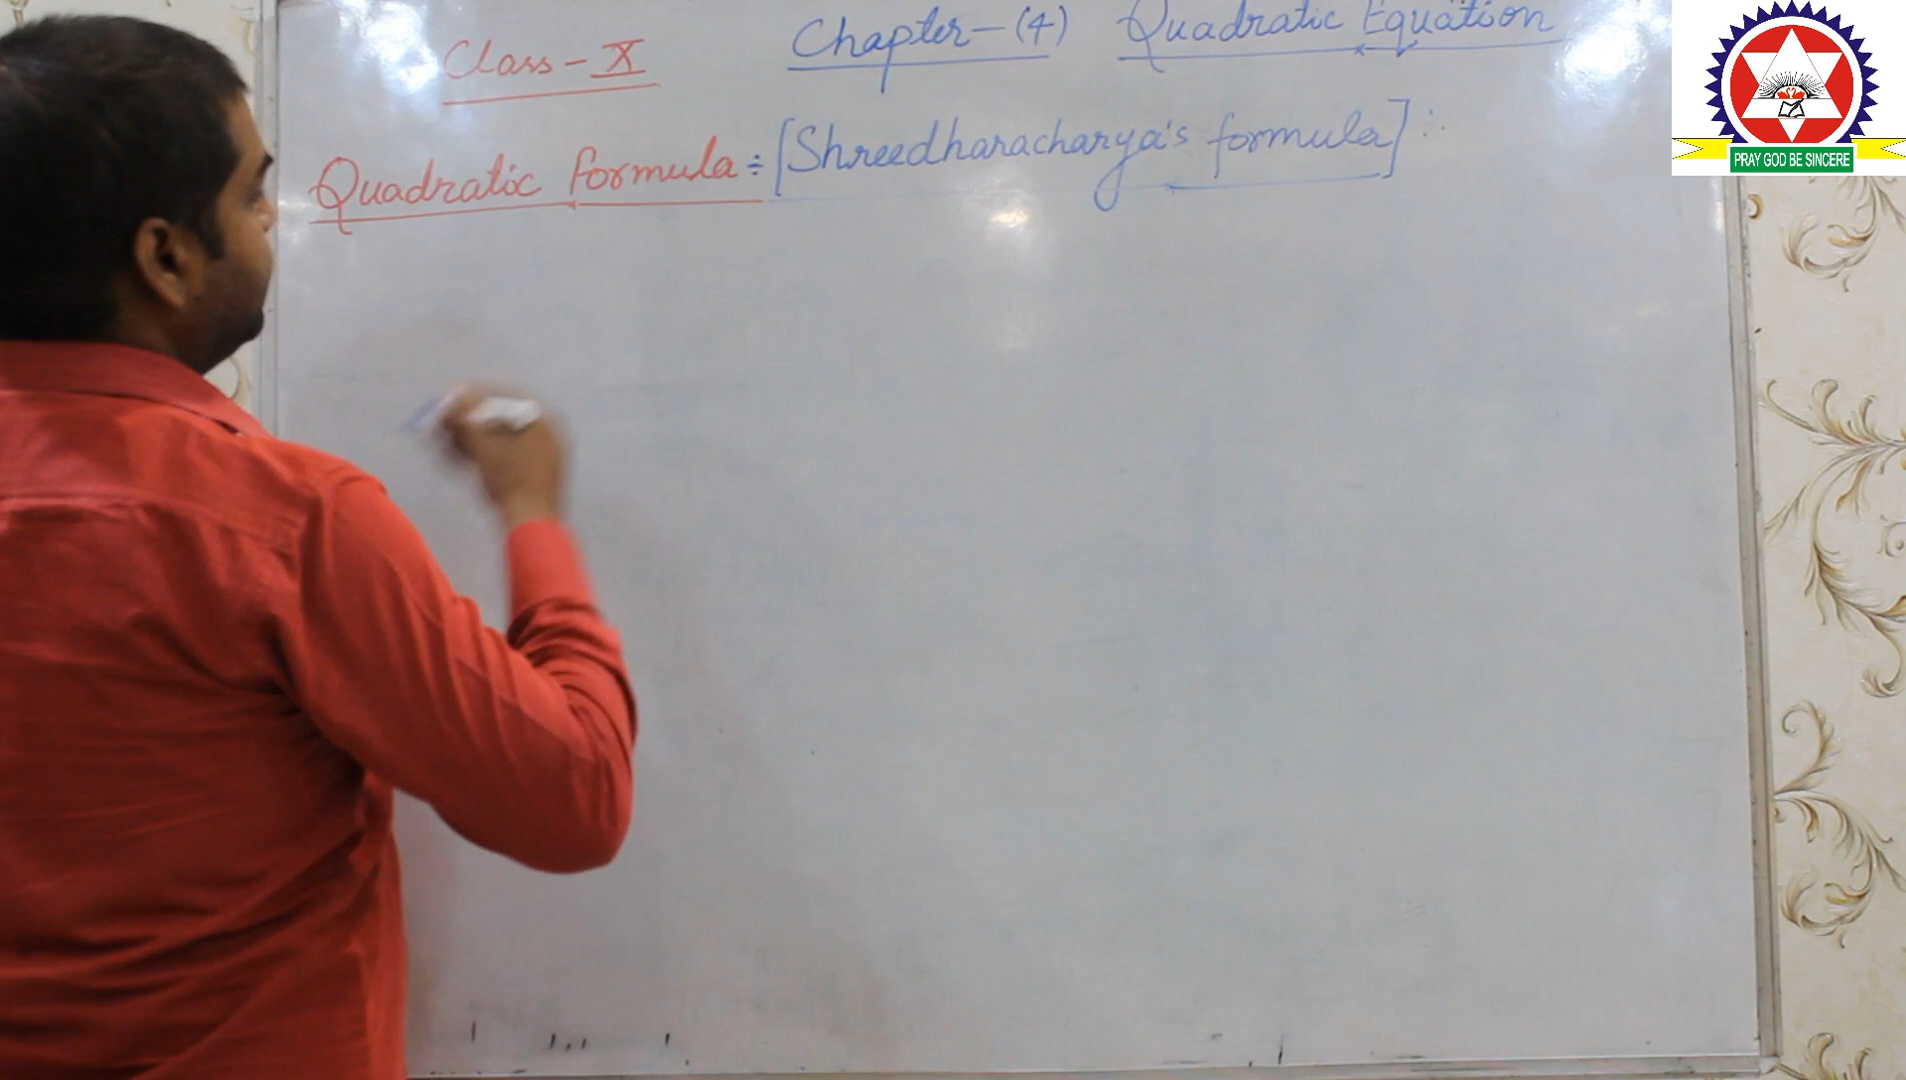 Class - X
Chapter - (4) Quadratic Equation
Quadratic formula ÷ [Shreedharacharya's formula] :
PRAY GOD BE SINCERE